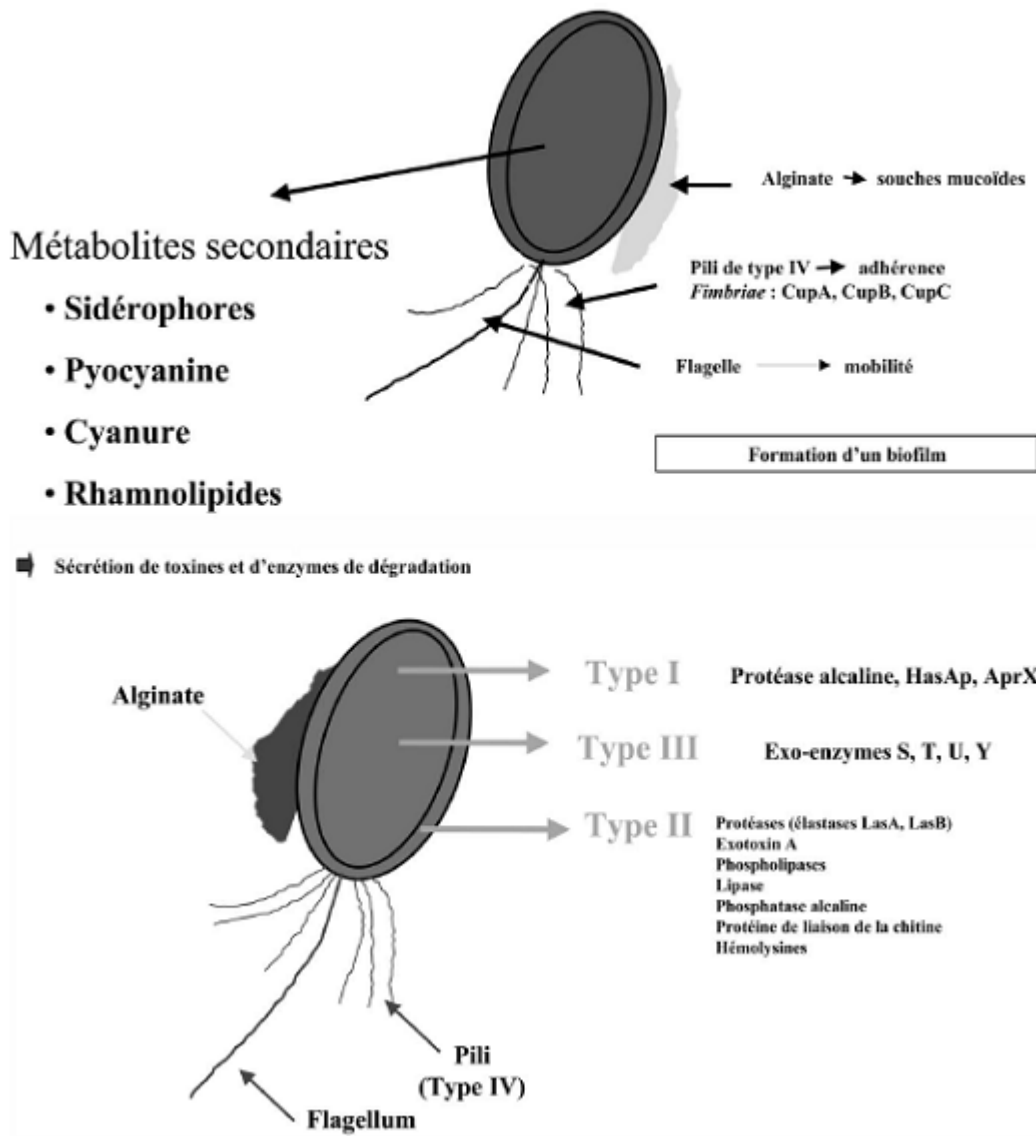 Alginate → souches mucoïdes
Métabolites secondaires
• Sidérophores
• Pyocyanine
• Cyanure
• Rhamnolipides
Pili de type IV → adhérence
Fimbriae : CupA, CupB, CupC
Flagelle → mobilité
Formation d'un biofilm
Sécrétion de toxines et d'enzymes de dégradation
Alginate
Type I Protéase alcaline, HasAp, AprX
Type III Exo-enzymes S, T, U, Y
Type II Protéases (élastases LasA, LasB)
Exotoxin A
Phospholipases
Lipase
Phosphatase alcaline
Protéine de liaison de la chitine
Hémolysines
Pili
(Type IV)
Flagellum